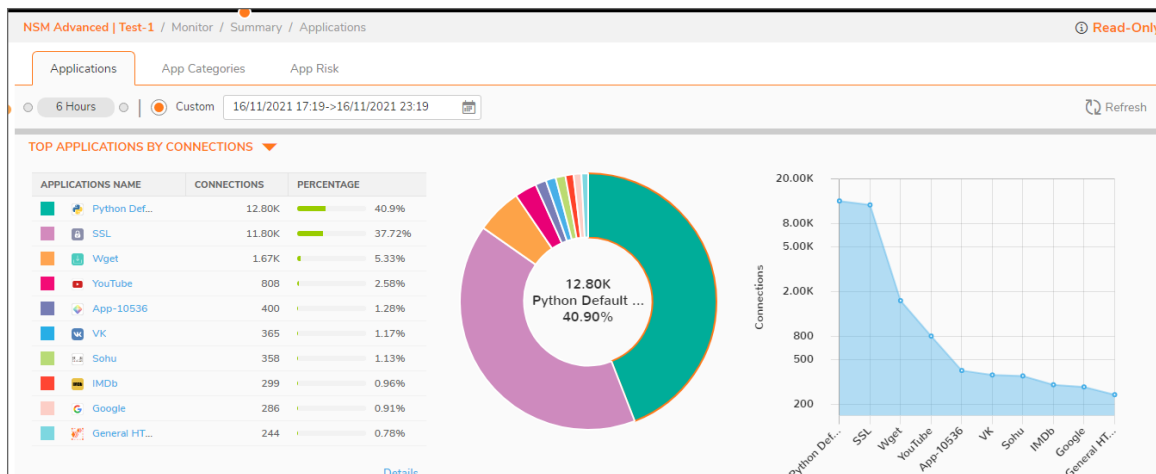 NSM Advanced | Test-1 / Monitor / Summary / Applications
Read-Only
Applications App Categories App Risk
6 Hours Custom 16/11/2021 17:19->16/11/2021 23:19 Refresh
TOP APPLICATIONS BY CONNECTIONS
APPLICATIONS NAME CONNECTIONS PERCENTAGE
Python Def... 12.80K 40.9%
SSL 11.80K 37.72%
Wget 1.67K 5.33%
YouTube 808 2.58%
App-10536 400 1.28%
VK 365 1.17%
Sohu 358 1.13%
IMDb 299 0.96%
Google 286 0.91%
General HT... 244 0.78%
Details
12.80K
Python Default ...
40.90%
Connections
20.00K
8.00K
5.00K
2.00K
800
500
200
Python Def...
SSL
Wget
YouTube
App-10536
VK
Sohu
IMDb
Google
General HT...